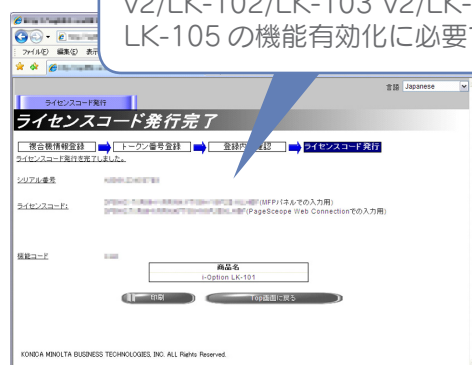 v2/LK-102/LK-103 v2/LK-
LK-105 の機能有効化に必要
ファイル(F) 編集(E) 表示
言語 Japanese
ライセンスコード発行
ライセンスコード発行完了
複合機情報登録 トークン番号登録 登録内 確認 ライセンスコード発行
ライセンスコード発行を完了しました。
シリアル番号
ライセンスコード: (MFPパネルでの入力用)
(PageScope Web Connectionでの入力用)
機能コード
商品名
i-Option LK-101
印刷 Top画面に戻る
KONICA MINOLTA BUSINESS TECHNOLOGIES, INC. ALL Rights Reserved.